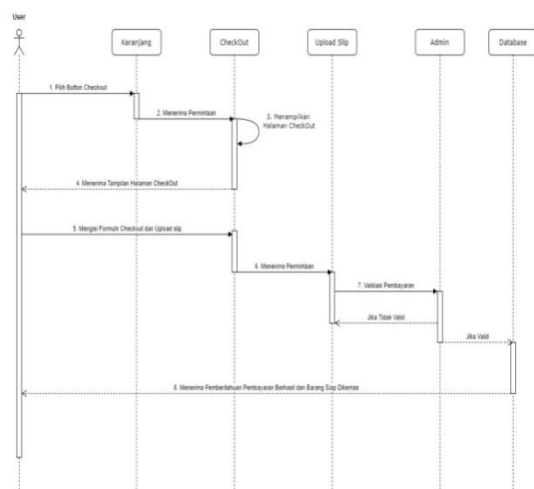 User
Keranjang
CheckOut
Upload Slip
Admin
Database
1. Pilih Button Checkout
2. Menerima Permintaan
3. Menampilkan
Halaman CheckOut
4. Menerima Tampilan Halaman CheckOut
5. Mengisi Formulir Checkout dan Upload slip
6. Menerima Permintaan
7. Validasi Pembayaran
Jika Tidak Valid
Jika Valid
8. Menerima Pemberitahuan Pembayaran Berhasil dan Barang Siap Dikemas